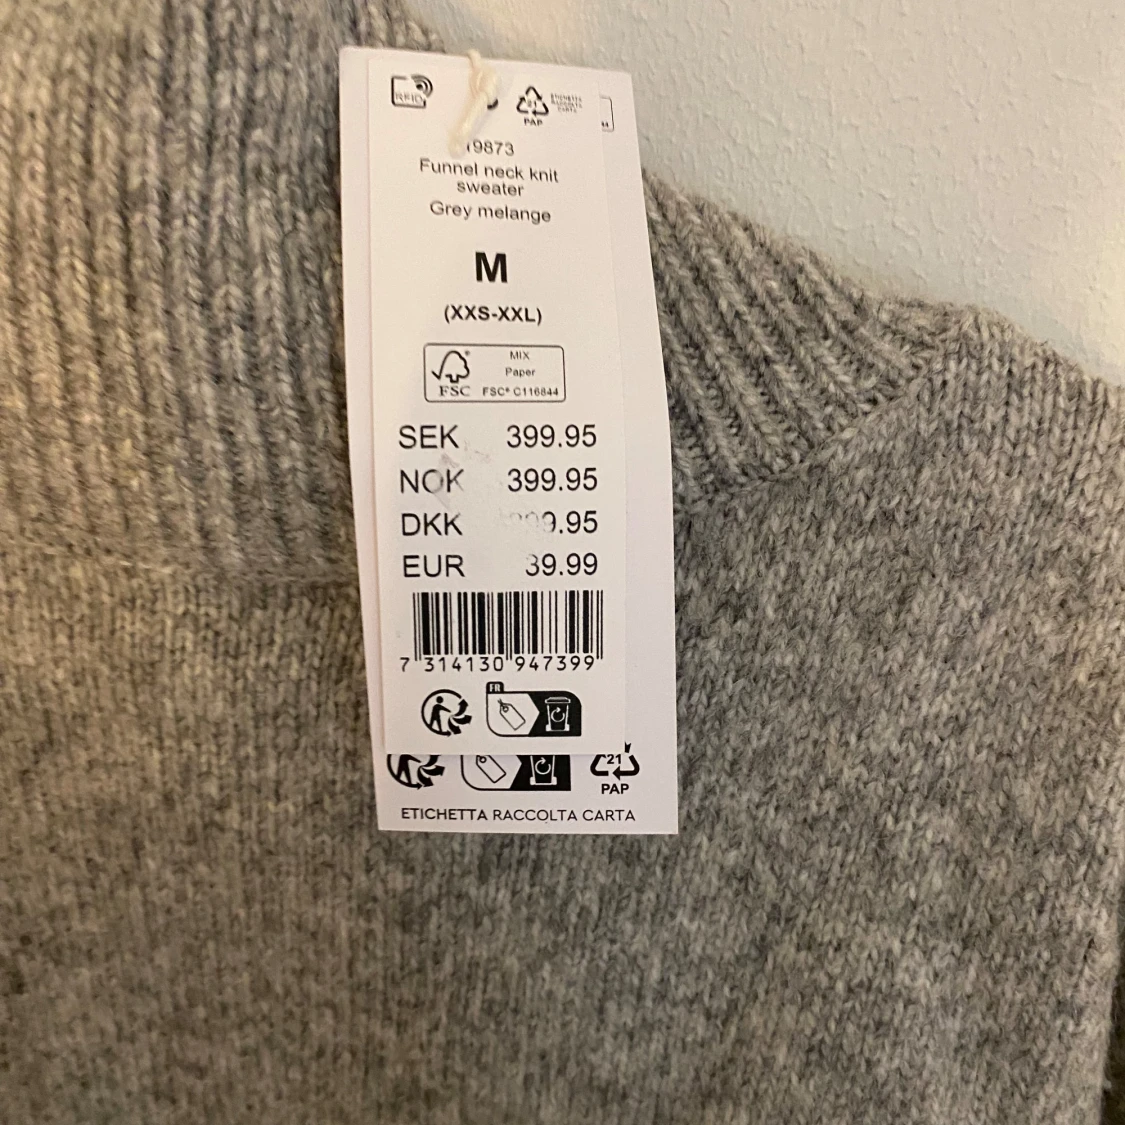 RFID
21
PAP
ETICHETTA
RACCOLTA
CARTA
M
19873
Funnel neck knit
sweater
Grey melange
M
(XXS-XXL)
MIX
Paper
FSC
FSC® C116844
SEK 399.95
NOK 399.95
DKK
EUR 39.99
7 314130 947399
FR
21
PAP
ETICHETTA RACCOLTA CARTA